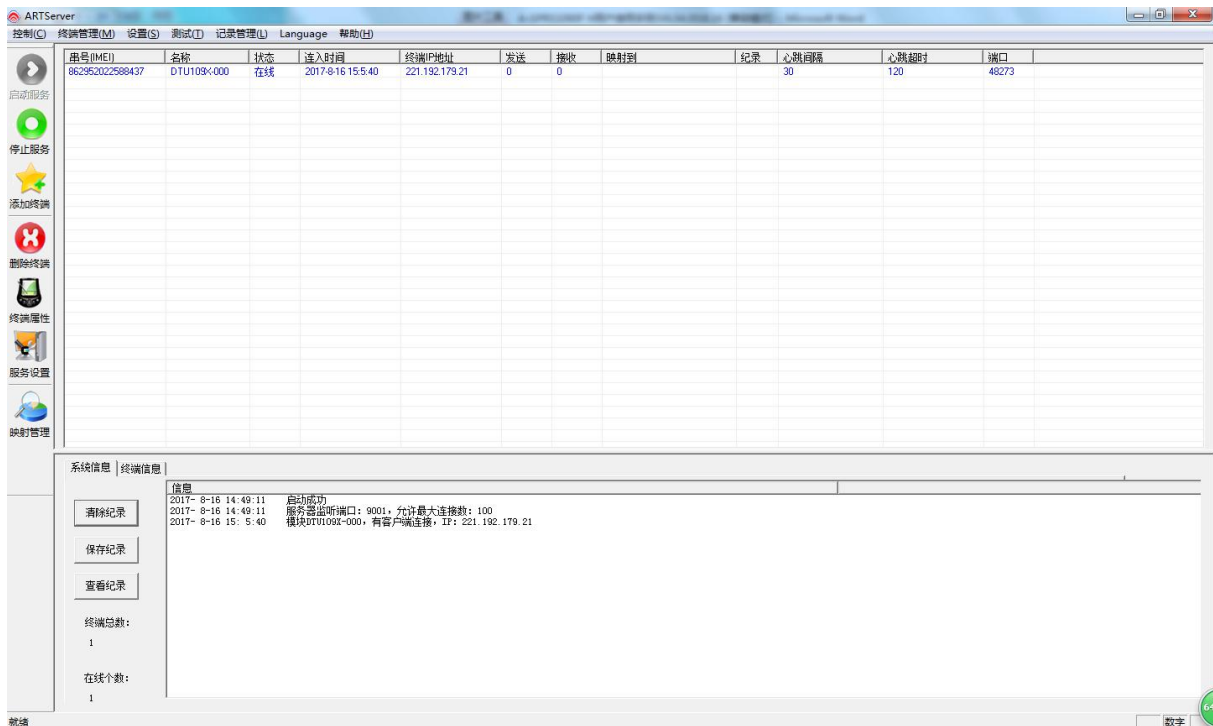 ARTServer
控制(C) 终端管理(M) 设置(S) 测试(T) 记录管理(L) Language 帮助(H)
串号(IMEI) 名称 状态 连入时间 终端IP地址 发送 接收 映射到 纪录 心跳间隔 心跳超时 端口
862952022588437 DTU109X-000 在线 2017-8-16 15:5:40 221.192.179.21 0 0 30 120 48273
启动服务
停止服务
添加终端
删除终端
终端属性
服务设置
映射管理
系统信息 终端信息
信息
2017- 8-16 14:49:11 启动成功
2017- 8-16 14:49:11 服务器监听端口: 9001, 允许最大连接数: 100
2017- 8-16 15: 5:40 模块DTU109X-000, 有客户端连接, IP: 221.192.179.21
清除纪录
保存纪录
查看纪录
终端总数:
1
在线个数:
1
就绪 数字